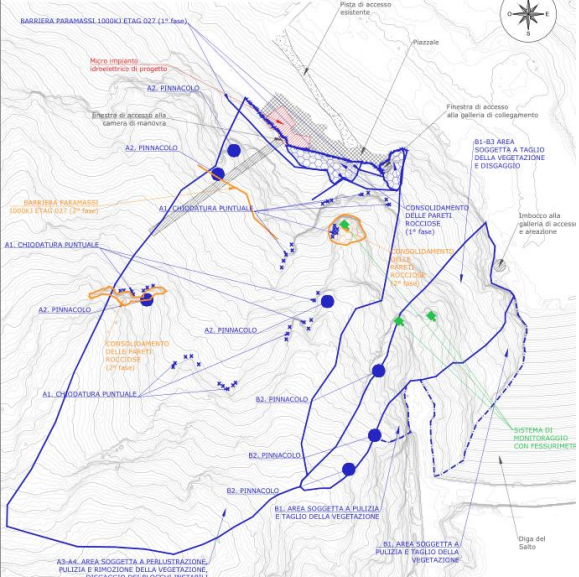 Pista di accesso
esistente
BARRIERA PARAMASSI 1000KJ ETAG 027 (1° fase)
O
E
S
Piazzale
Micro impianto
idroelettrico di progetto
A2. PINNACOLO
Finestra di accesso alla
camera di manovra
Finestra di accesso
alla galleria di collegamento
A2. PINNACOLO
B1-B3 AREA
SOGGETTA A TAGLIO
DELLA VEGETAZIONE
E DISGAGGIO
BARRIERA PARAMASSI
1000KJ ETAG 027 (2° fase)
A1. CHIODATURA PUNTUALE
CONSOLIDAMENTO
DELLE PARETI
ROCCIOSE
(1° fase)
Imbocco alla
galleria di accesso
e areazione
A1. CHIODATURA PUNTUALE
CONSOLIDAMENTO
DELLE
PARETI
ROCCIOSE
(2° fase)
A2. PINNACOLO
A2. PINNACOLO
CONSOLIDAMENTO
DELLE PARETI
ROCCIOSE
(2° fase)
A1. CHIODATURA PUNTUALE
B2. PINNACOLO
SISTEMA DI
MONITORAGGIO
CON FESSURIMETR
B2. PINNACOLO
B2. PINNACOLO
B1. AREA SOGGETTA A PULIZIA
E TAGLIO DELLA VEGETAZIONE
B1. AREA SOGGETTA A
PULIZIA E TAGLIO DELLA
VEGETAZIONE
Diga del
Salto
A3-A4. AREA SOGGETTA A PERLUSTRAZIONE,
PULIZIA E RIMOZIONE DELLA VEGETAZIONE,
DISGAGGIO DEI BLOCCHI INSTABILI